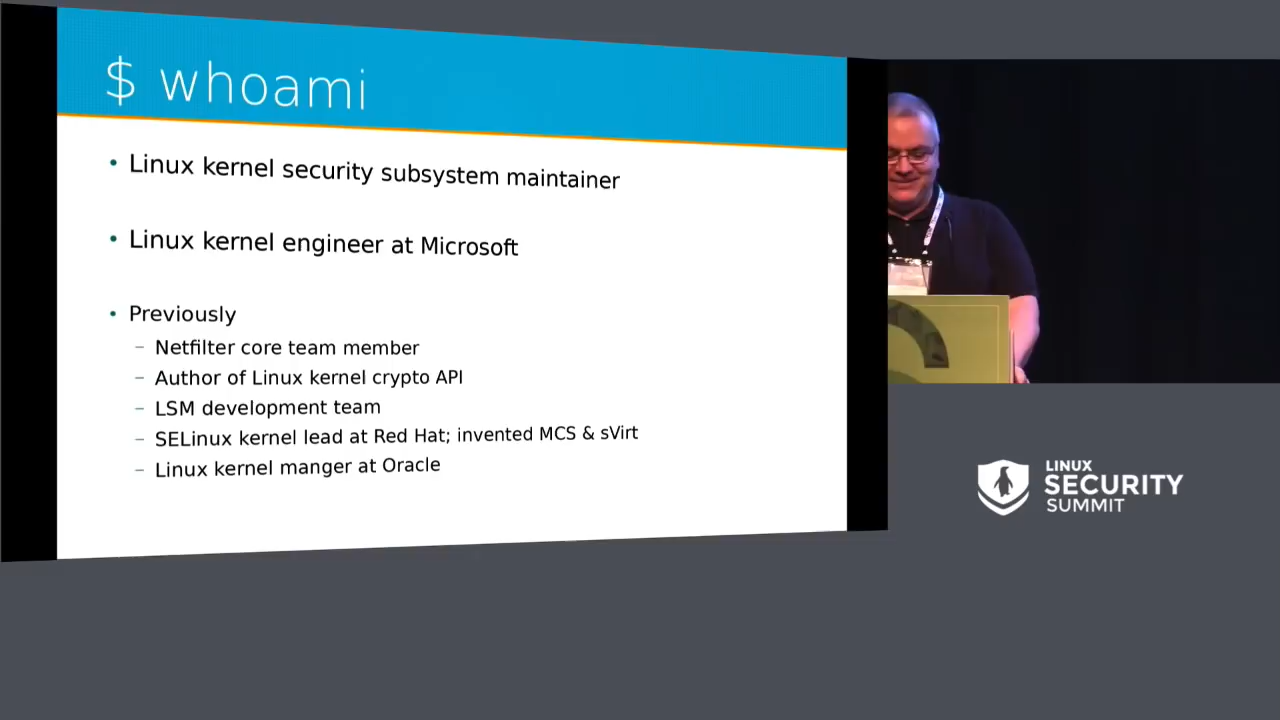 $ whoami
• Linux kernel security subsystem maintainer
• Linux kernel engineer at Microsoft
• Previously
– Netfilter core team member
– Author of Linux kernel crypto API
– LSM development team
– SELinux kernel lead at Red Hat; invented MCS & sVirt
– Linux kernel manger at Oracle
LINUX
SECURITY
SUMMIT